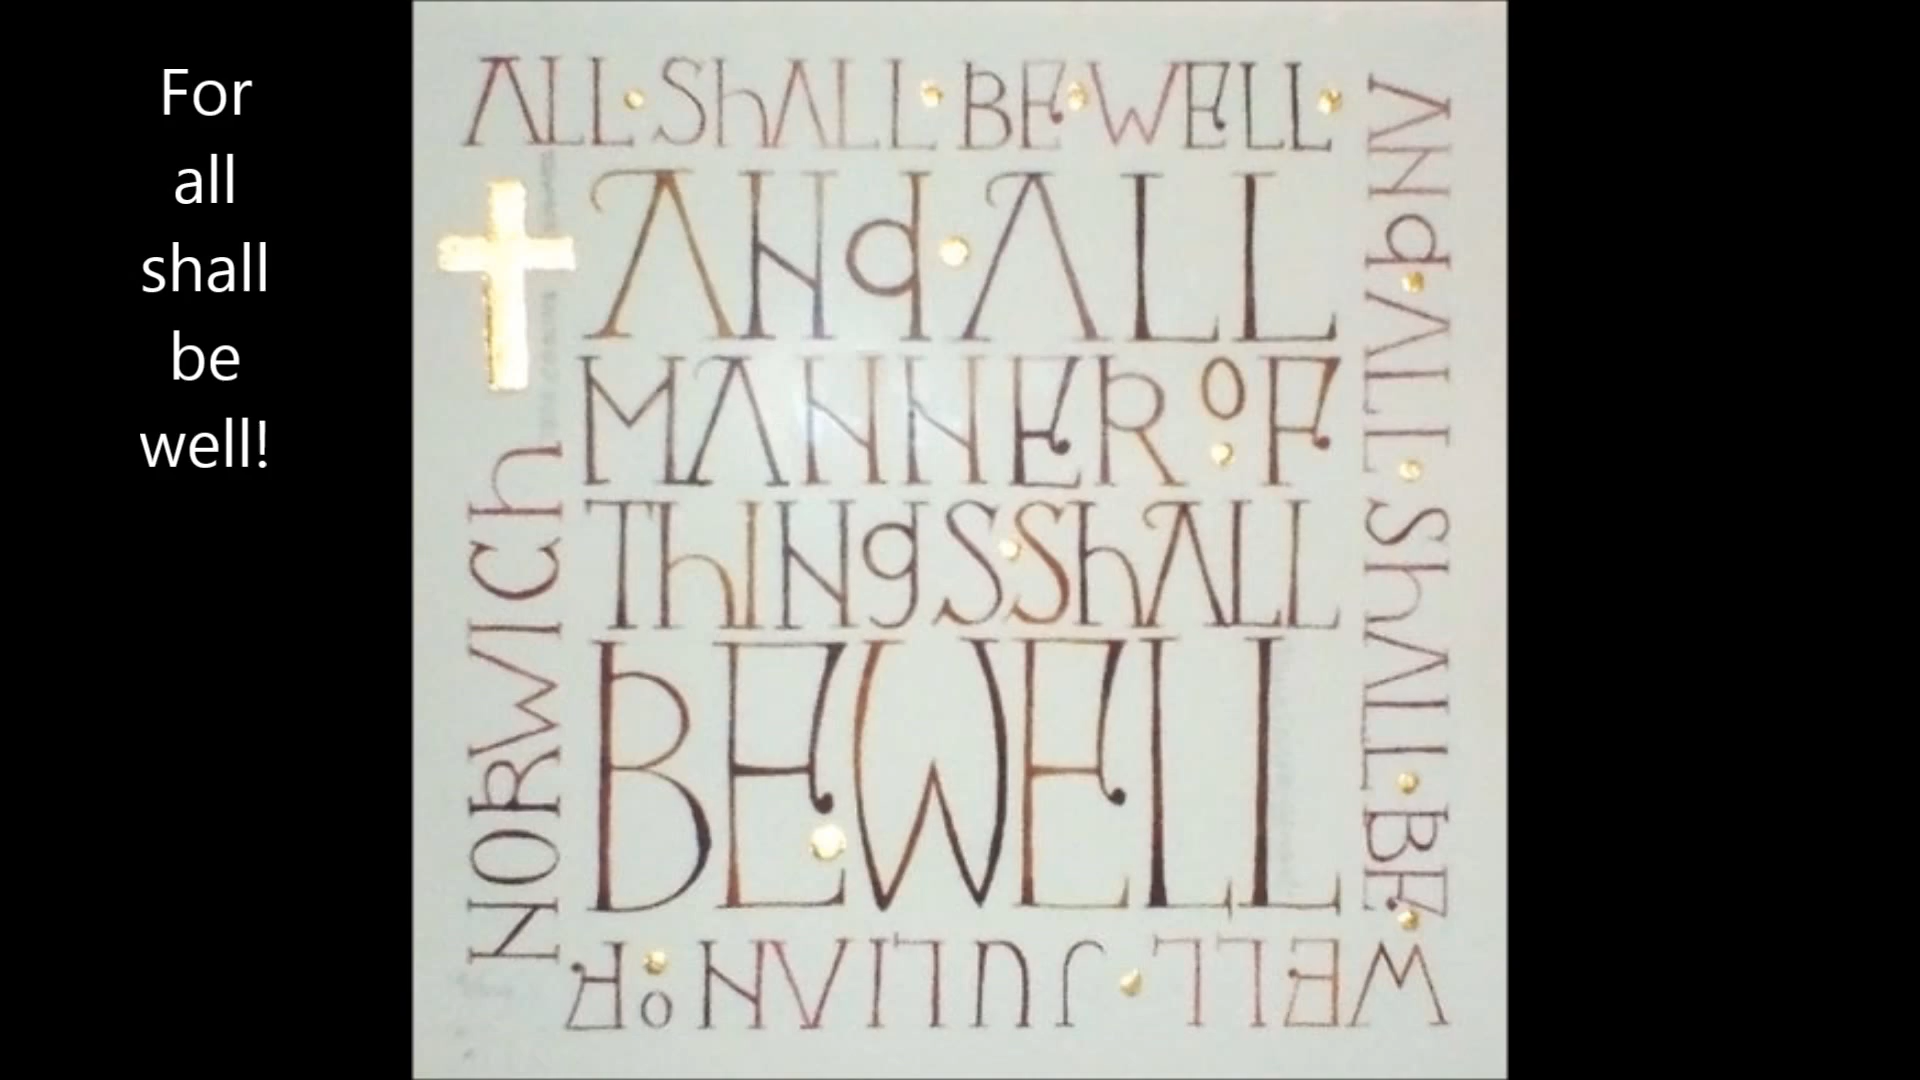 For
all
shall
be
well!
ALL·ShALL·BE·WELL·
ANd·ALL·ShALL·BE·
WELL·JULIAN·oF
NORWICh
ANd·ALL
MANNER·oF
ThINgS·ShALL
BE·WELL